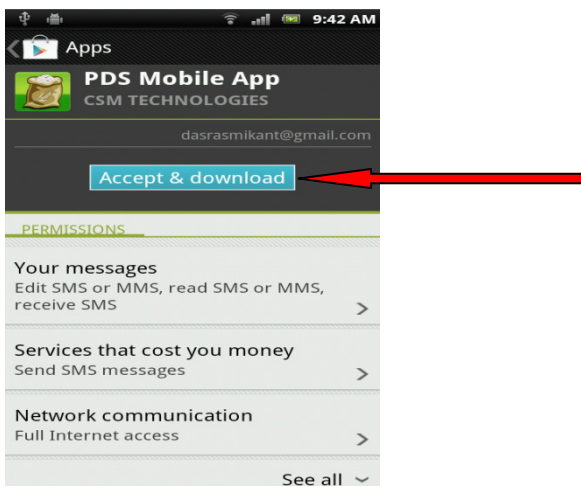 9:42 AM
Apps
PDS Mobile App
CSM TECHNOLOGIES
dasrasmikant@gmail.com
Accept & download
PERMISSIONS
Your messages
Edit SMS or MMS, read SMS or MMS,
receive SMS
Services that cost you money
Send SMS messages
Network communication
Full Internet access
See all